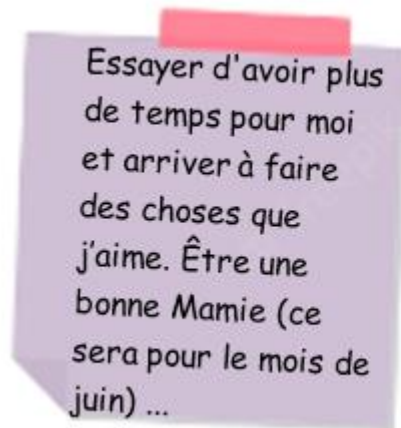 Essayer d'avoir plus
de temps pour moi
et arriver à faire
des choses que
j'aime. Être une
bonne Mamie (ce
sera pour le mois de
juin) ...